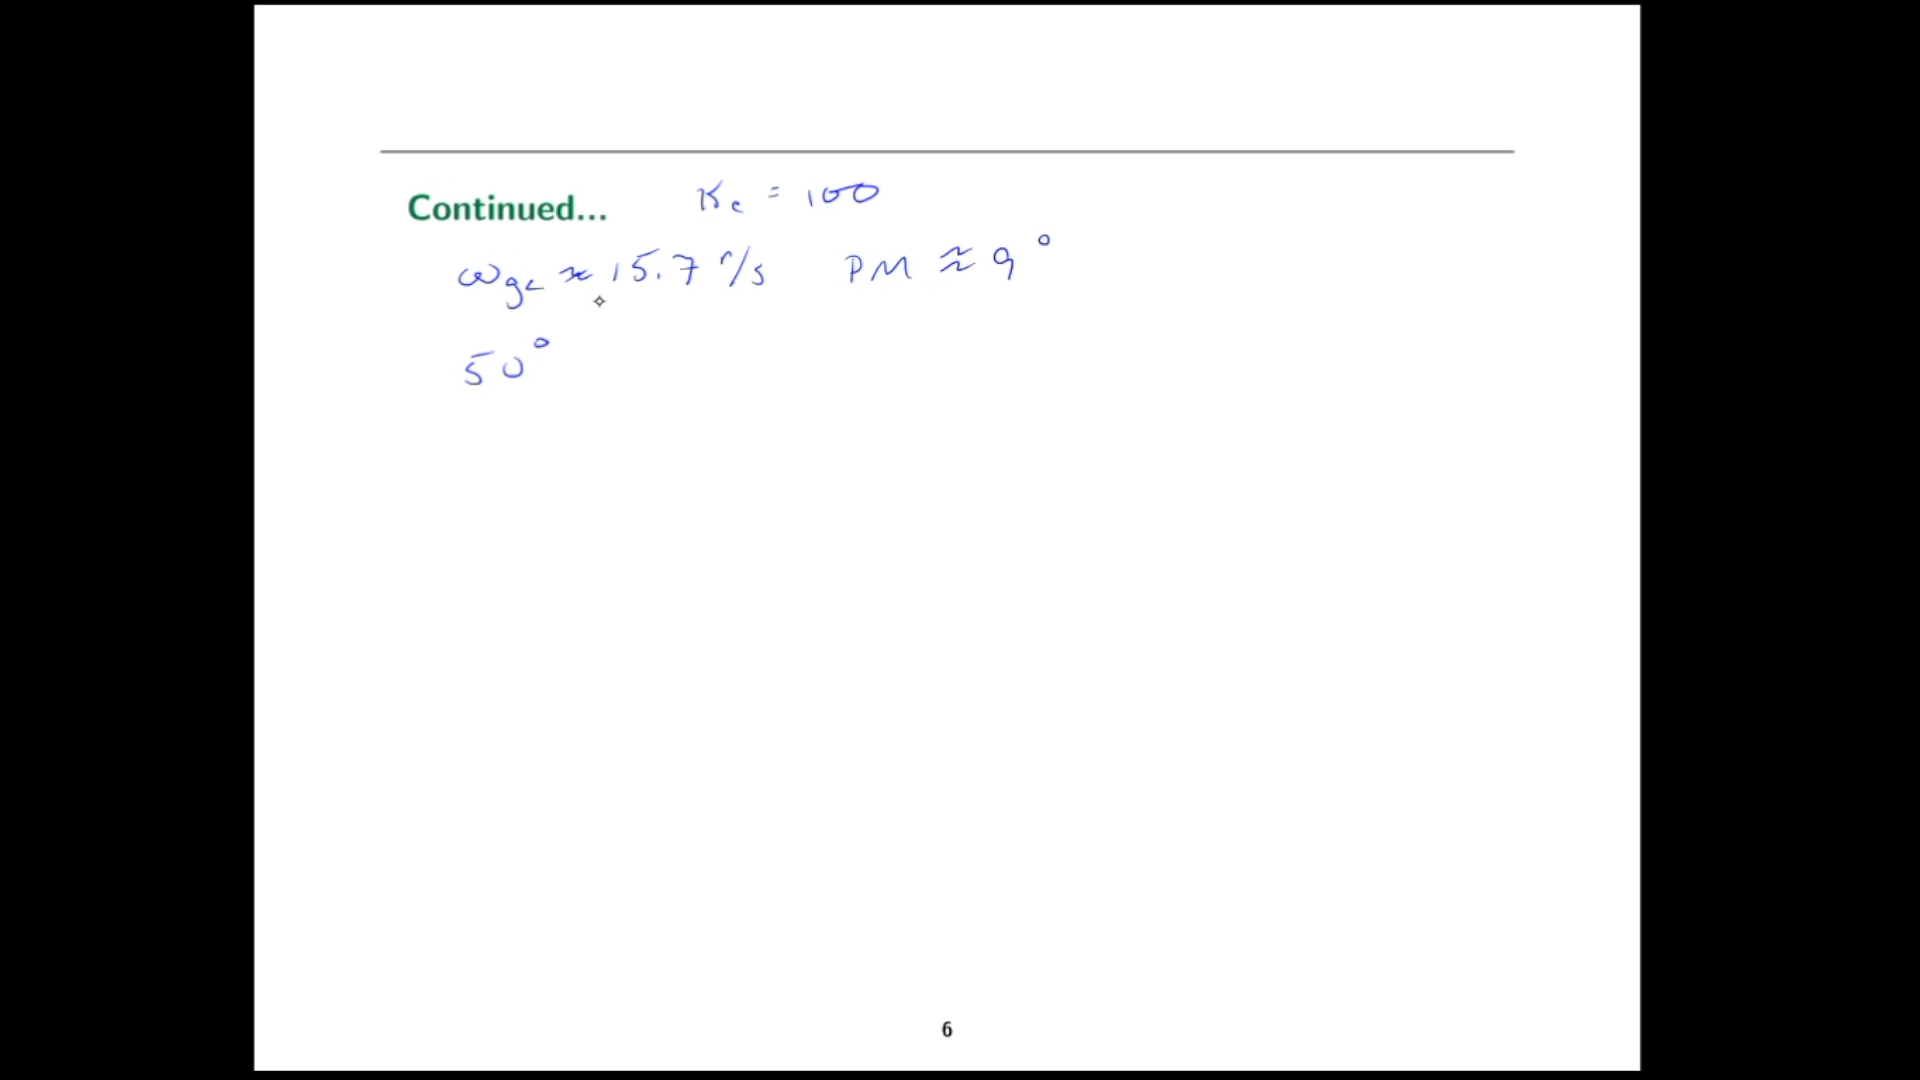 Continued... Kc = 100
ωgc ≈ 15.7 r/s PM ≈ 9°
50°
6